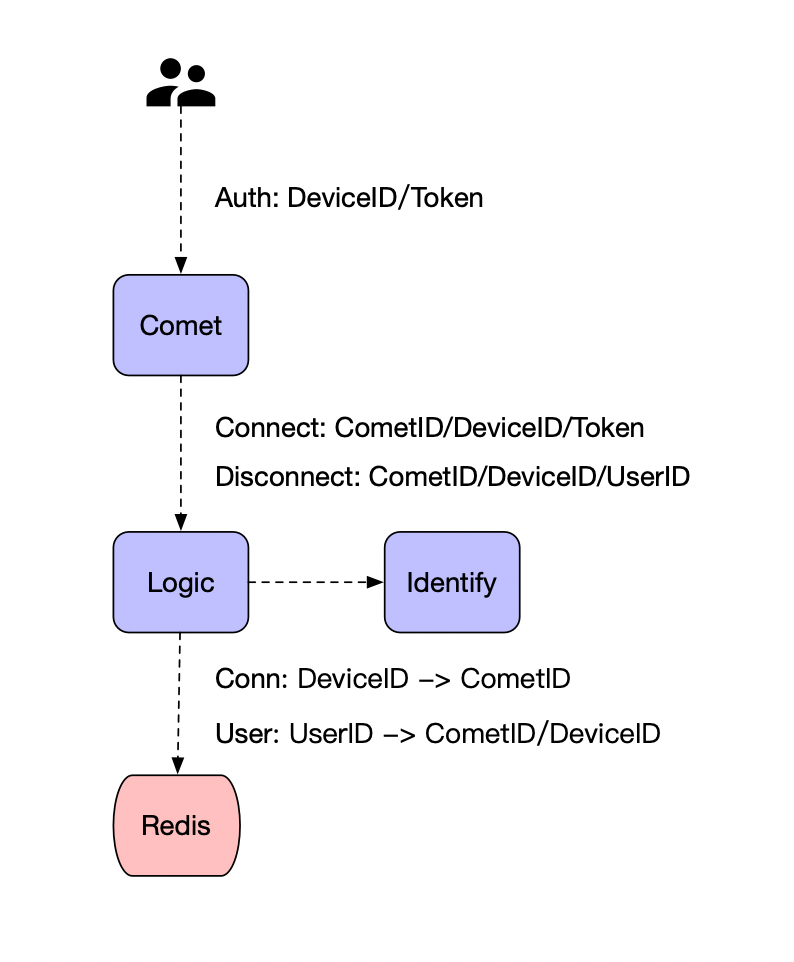 Auth: DeviceID/Token
Comet
Connect: CometID/DeviceID/Token
Disconnect: CometID/DeviceID/UserID
Logic
Identify
Conn: DeviceID –> CometID
User: UserID –> CometID/DeviceID
Redis